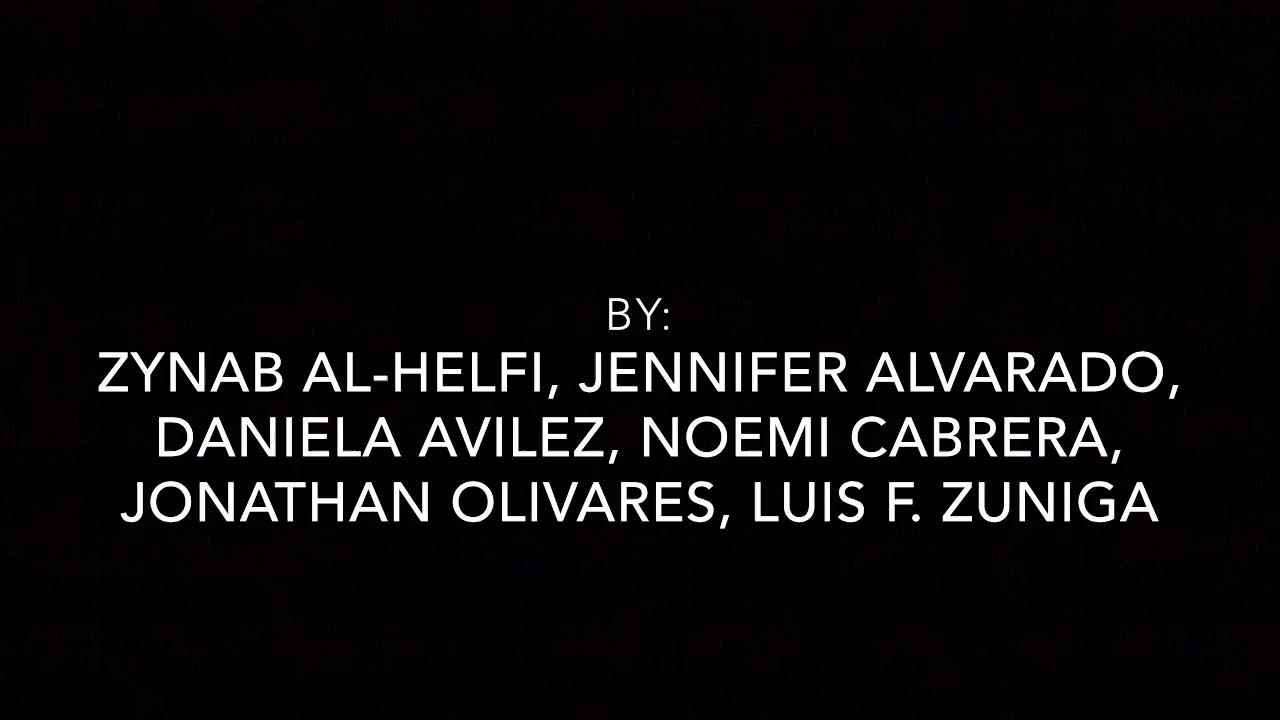 BY:
ZYNAB AL-HELFI, JENNIFER ALVARADO,
DANIELA AVILEZ, NOEMI CABRERA,
JONATHAN OLIVARES, LUIS F. ZUNIGA